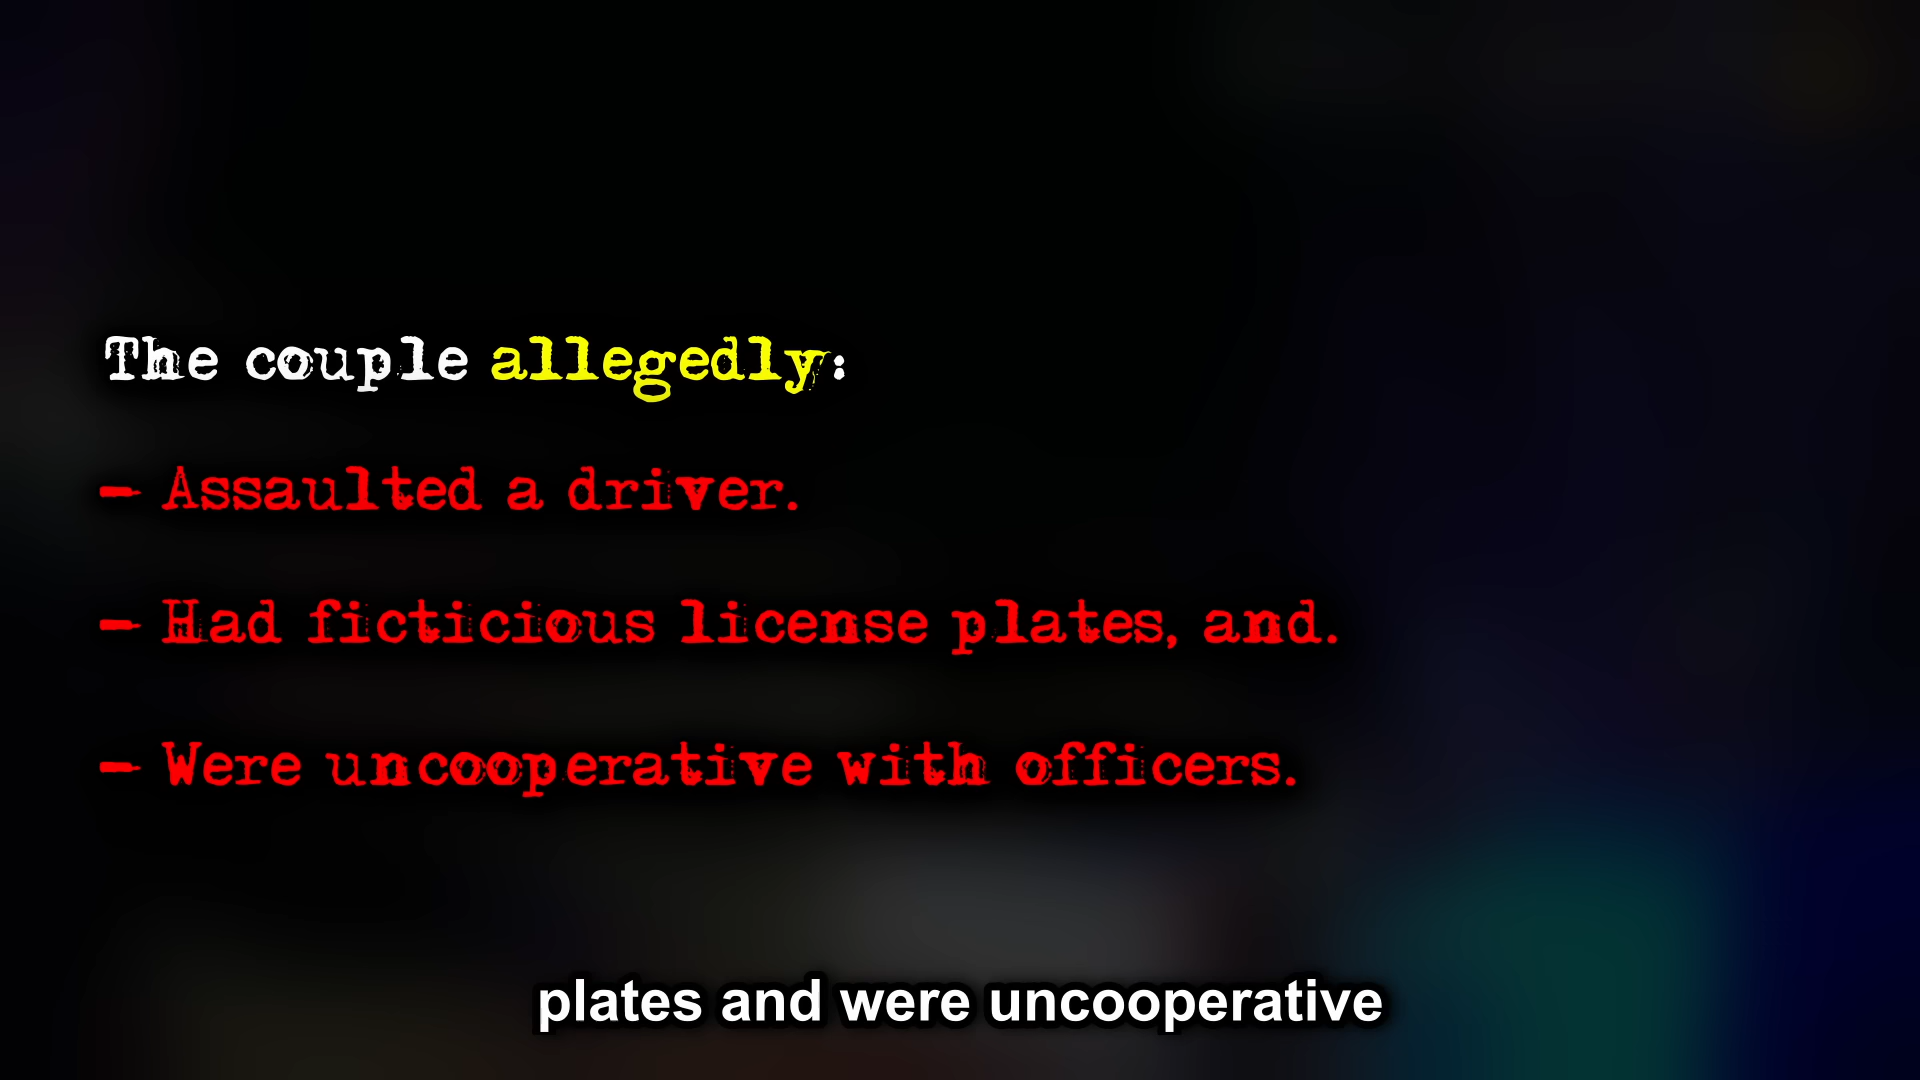 The couple allegedly:
- Assaulted a driver.
- Had ficticious license plates, and.
- Were uncooperative with officers.
plates and were uncooperative